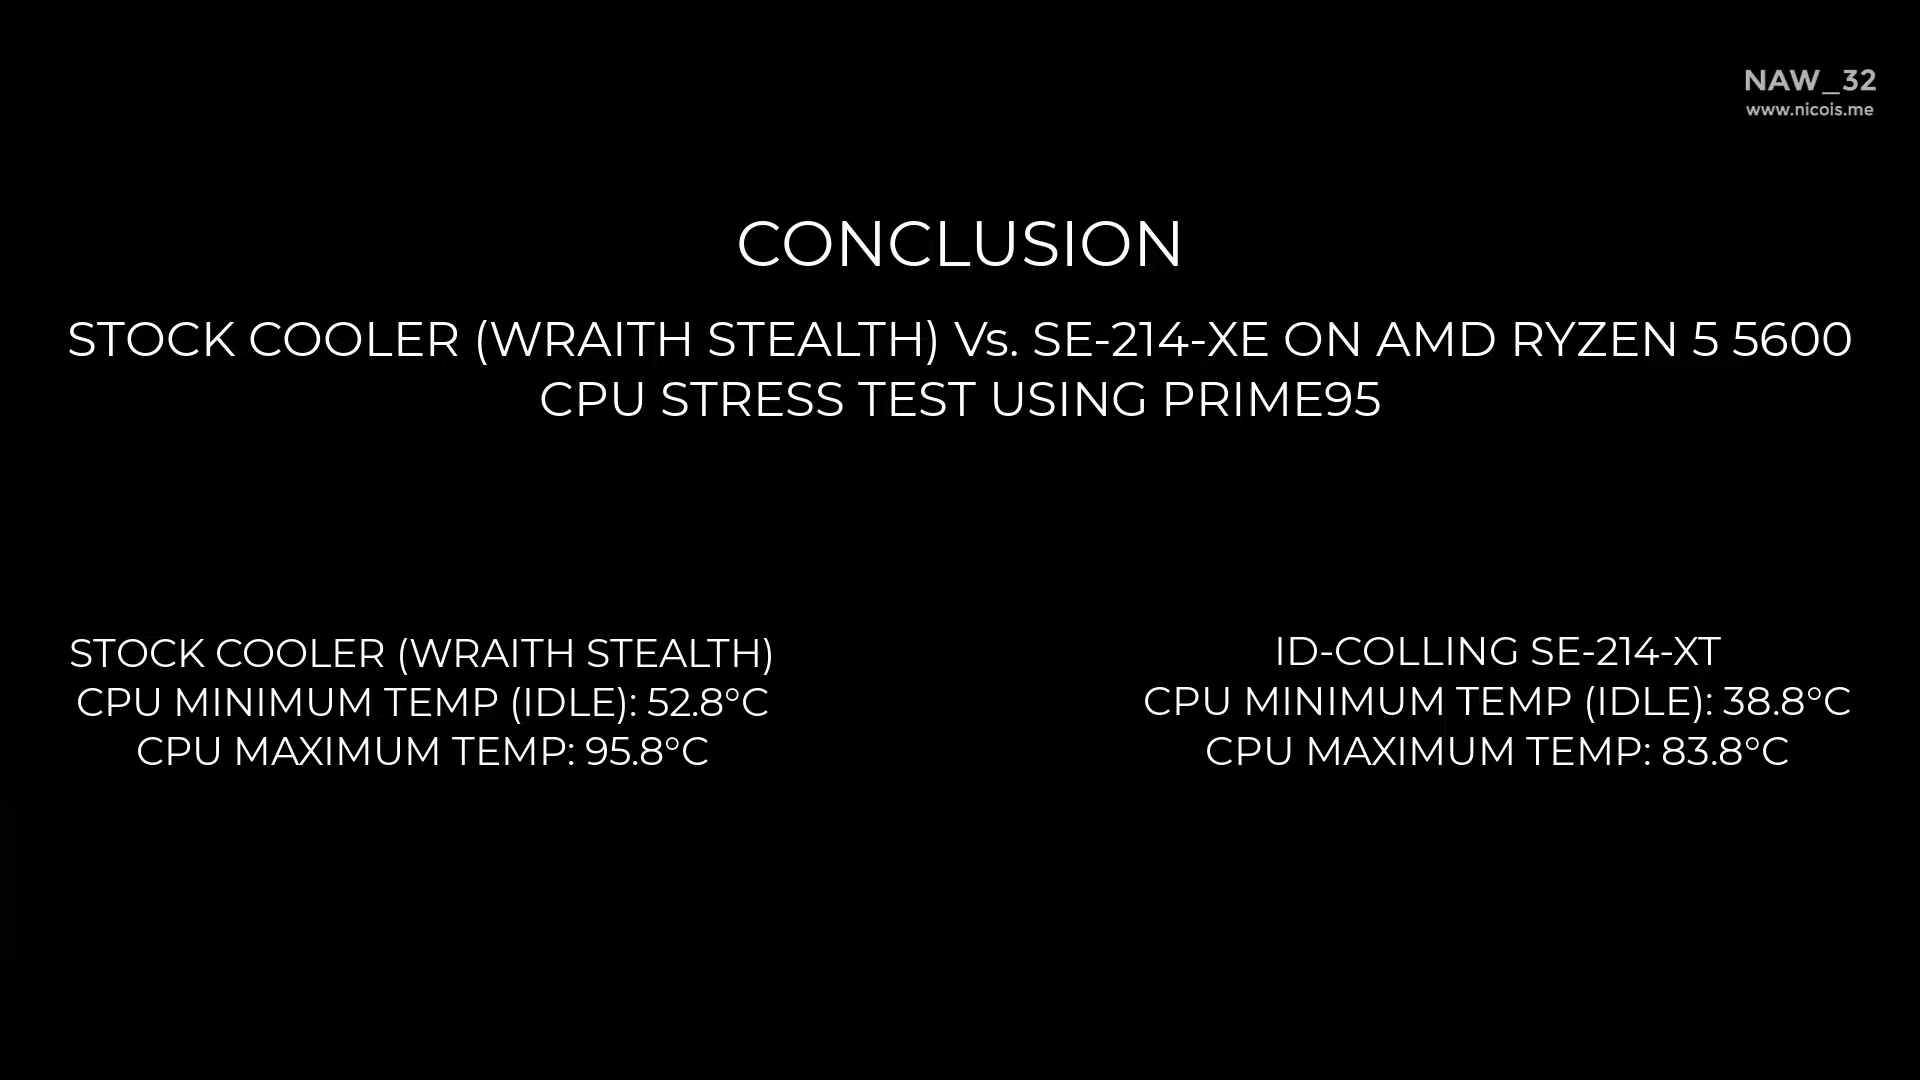 NAW_32
www.nicois.me
CONCLUSION
STOCK COOLER (WRAITH STEALTH) Vs. SE-214-XE ON AMD RYZEN 5 5600
CPU STRESS TEST USING PRIME95
STOCK COOLER (WRAITH STEALTH)
CPU MINIMUM TEMP (IDLE): 52.8°C
CPU MAXIMUM TEMP: 95.8°C
ID-COLLING SE-214-XT
CPU MINIMUM TEMP (IDLE): 38.8°C
CPU MAXIMUM TEMP: 83.8°C